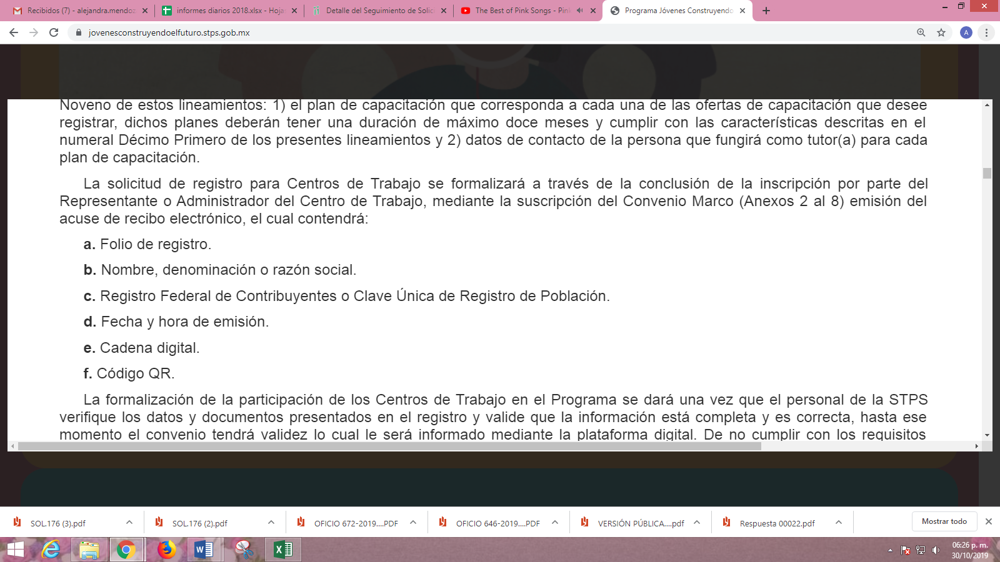 Recibidos (7) - alejandra.mendoz
informes diarios 2018.xlsx - Hoja
Detalle del Seguimiento de Solic
The Best of Pink Songs - Pin
Programa Jóvenes Construyendo
jovenesconstruyendoelfuturo.stps.gob.mx
A
Noveno de estos lineamientos: 1) el plan de capacitación que corresponda a cada una de las ofertas de capacitación que desee
registrar, dichos planes deberán tener una duración de máximo doce meses y cumplir con las características descritas en el
numeral Décimo Primero de los presentes lineamientos y 2) datos de contacto de la persona que fungirá como tutor(a) para cada
plan de capacitación.
La solicitud de registro para Centros de Trabajo se formalizará a través de la conclusión de la inscripción por parte del
Representante o Administrador del Centro de Trabajo, mediante la suscripción del Convenio Marco (Anexos 2 al 8) emisión del
acuse de recibo electrónico, el cual contendrá:
a. Folio de registro.
b. Nombre, denominación o razón social.
c. Registro Federal de Contribuyentes o Clave Única de Registro de Población.
d. Fecha y hora de emisión.
e. Cadena digital.
f. Código QR.
La formalización de la participación de los Centros de Trabajo en el Programa se dará una vez que el personal de la STPS
verifique los datos y documentos presentados en el registro y valide que la información está completa y es correcta, hasta ese
momento el convenio tendrá validez lo cual le será informado mediante la plataforma digital. De no cumplir con los requisitos
SOL.176 (3).pdf
SOL.176 (2).pdf
OFICIO 672-2019....PDF
OFICIO 646-2019....PDF
VERSIÓN PÚBLICA....pdf
Respuesta 00022.pdf
Mostrar todo
06:26 p. m.
30/10/2019